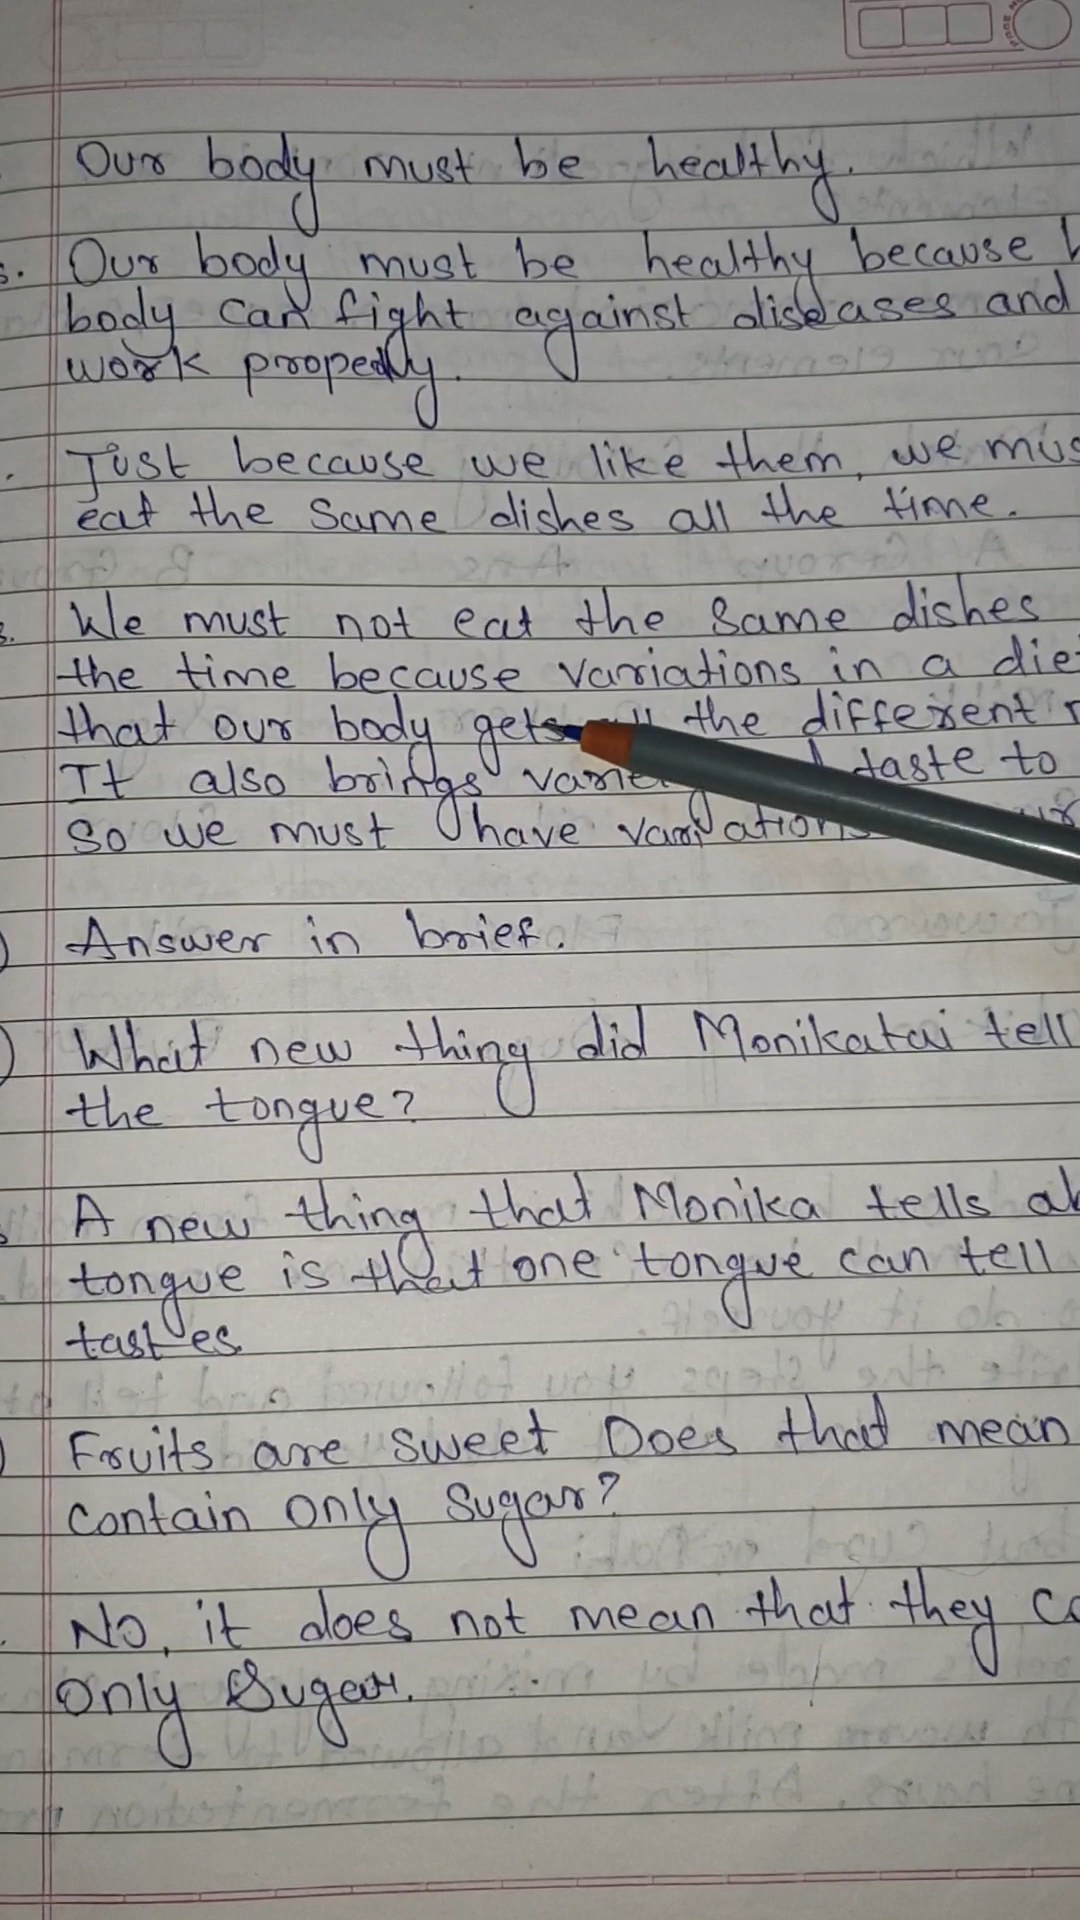 Our body must be healthy.
s. Our body must be healthy because
body can fight against diseases and
work properly.
Just because we like them, we mus
eat the same dishes all the time.
s. We must not eat the same dishes
the time because variations in a die
that our body gets the different
It also brings taste to
So we must have variation
Answer in brief.
What new thing did Monikatai tell
the tongue?
A new thing that Monika tells ab
tongue is that one tongue can tell
tastes
Fruits are sweet Does that mean
contain only sugar?
No, it does not mean that they co
only sugar.